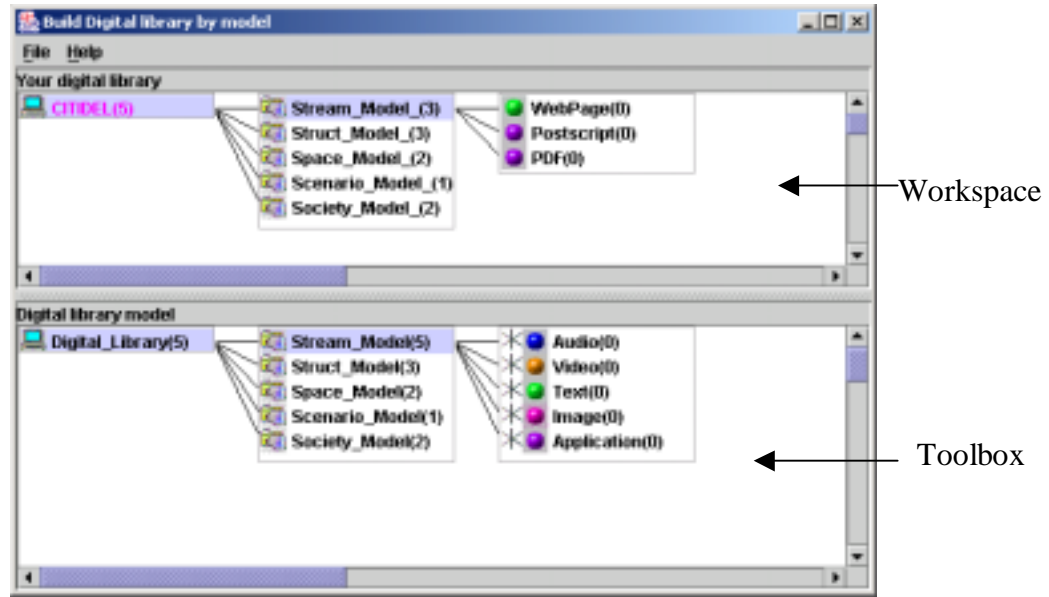 Build Digital library by model
File Help
Your digital library
CITIDEL(5)
Stream_Model_(3)
Struct_Model_(3)
Space_Model_(2)
Scenario_Model_(1)
Society_Model_(2)
WebPage(0)
Postscript(0)
PDF(0)
Workspace
Digital library model
Digital_Library(5)
Stream_Model(5)
Struct_Model(3)
Space_Model(2)
Scenario_Model(1)
Society_Model(2)
Audio(0)
Video(0)
Text(0)
Image(0)
Application(0)
Toolbox